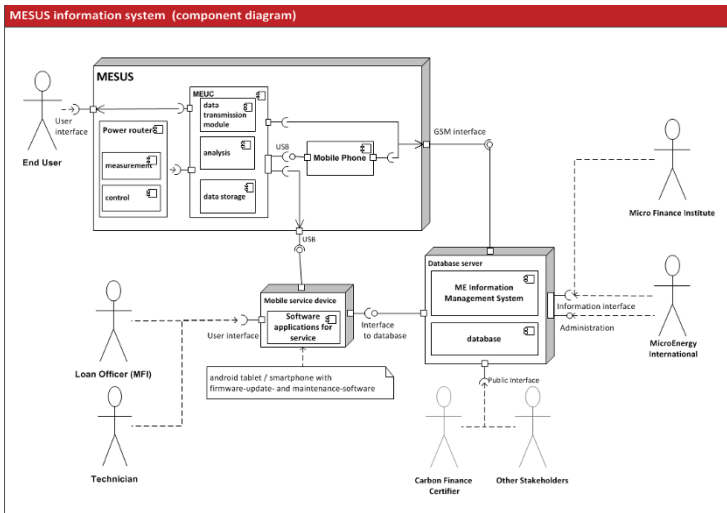 MESUS information system (component diagram)
MESUS
MEUC
data
transmission
module
User
interface
End User
Power router
measurement
control
analysis
data storage
USB
Mobile Phone
GSM interface
USB
Micro Finance Institute
Database server
ME Information
Management System
database
Information interface
Administration
MicroEnergy
International
Mobile service device
Software
applications for
service
User interface
Interface
to database
Loan Officer (MFI)
android tablet / smartphone with
firmware-update- and maintenance-software
Public Interface
Technician
Carbon Finance
Certifier
Other Stakeholders